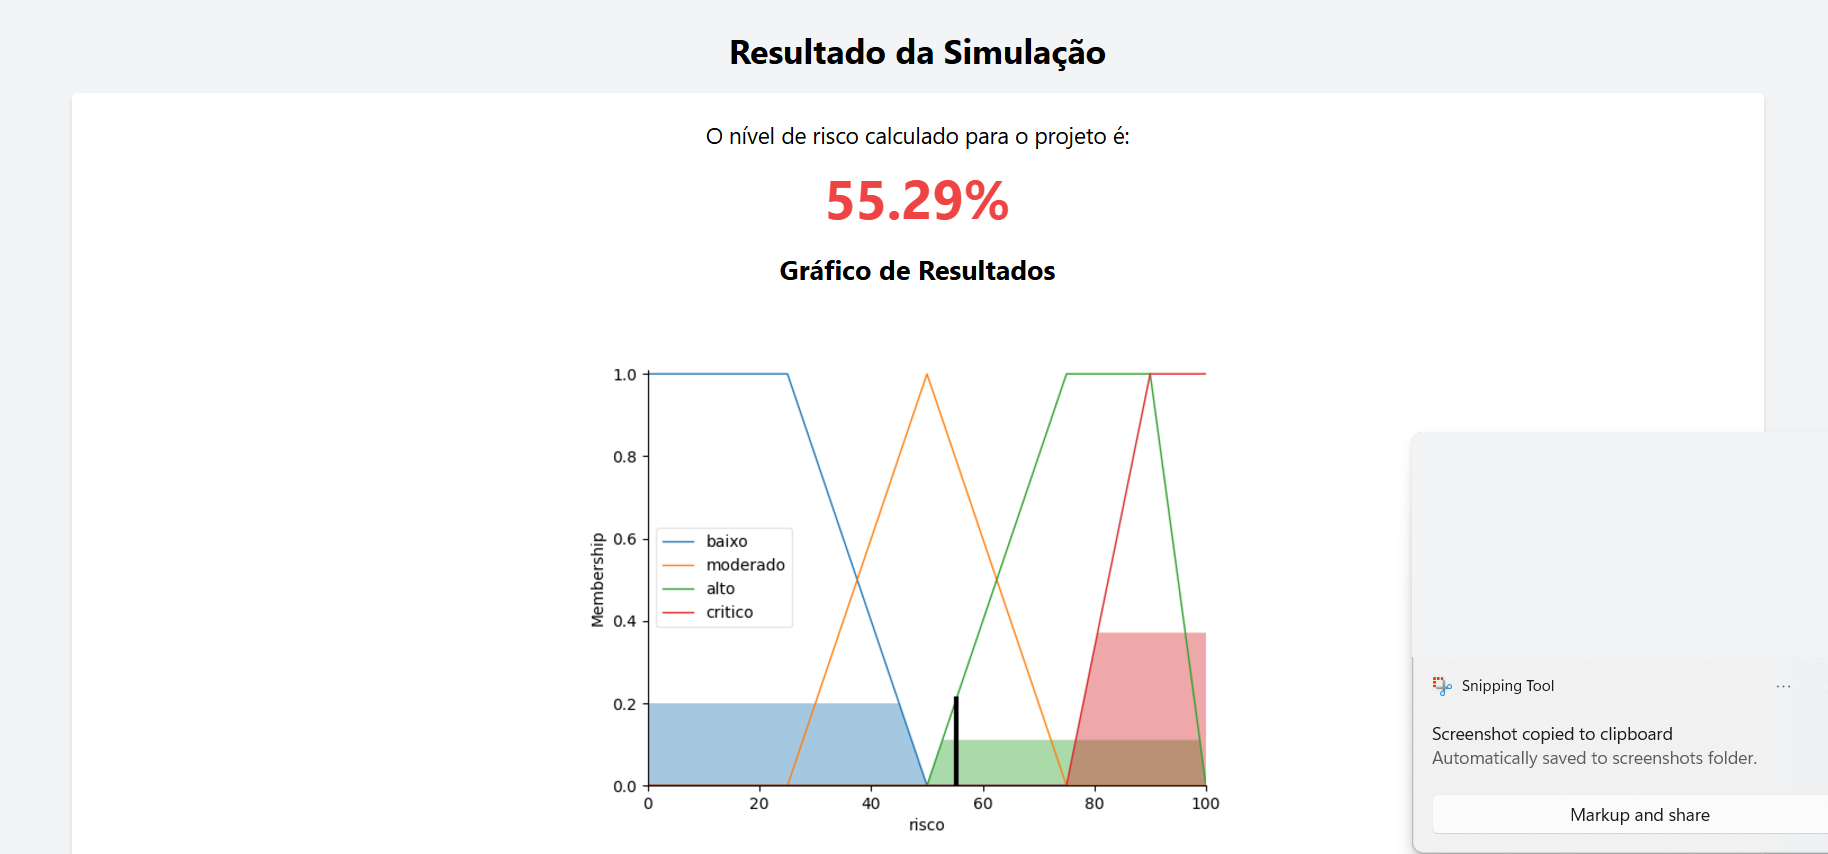 Resultado da Simulação
O nível de risco calculado para o projeto é:
55.29%
Gráfico de Resultados
1.0
0.8
0.6
0.4
0.2
0.0
Membership
baixo
moderado
alto
critico
0 20 40 60 80 100
risco
Snipping Tool ...
Screenshot copied to clipboard
Automatically saved to screenshots folder.
Markup and share